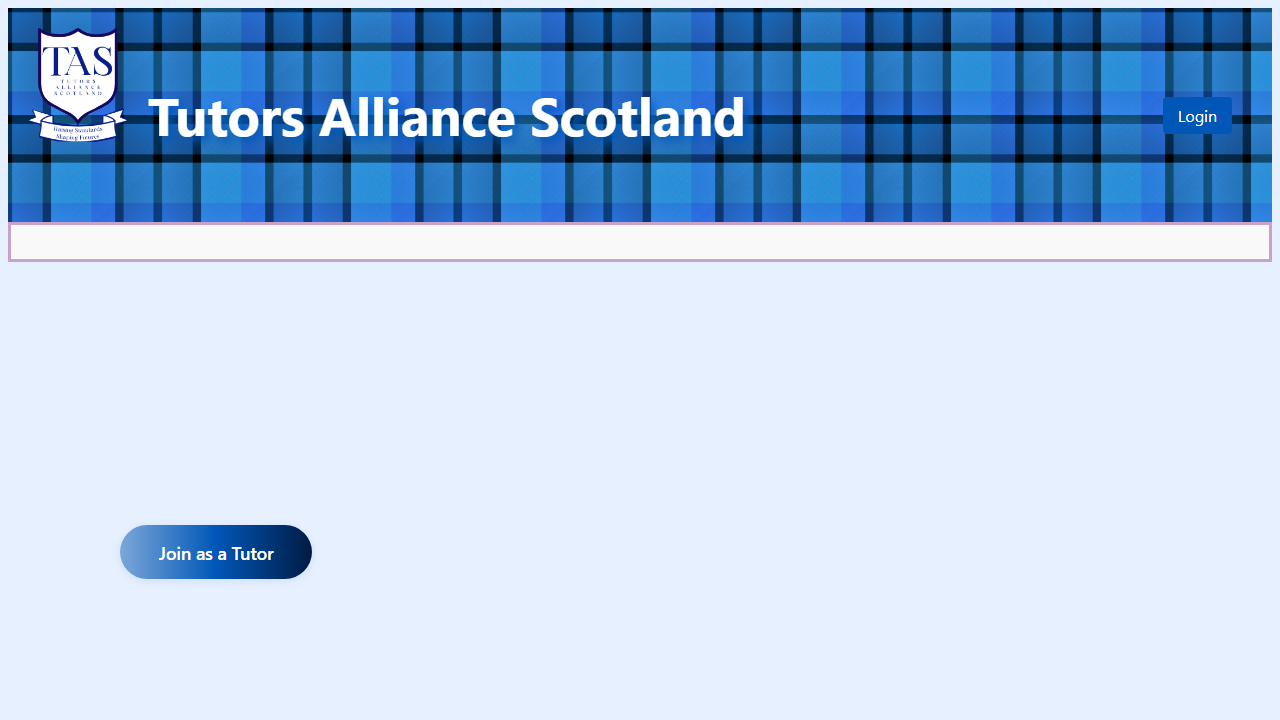 TAS
TUTORS
ALLIANCE
SCOTLAND
Raising Standards
Shaping Futures
Tutors Alliance Scotland
Login
Join as a Tutor